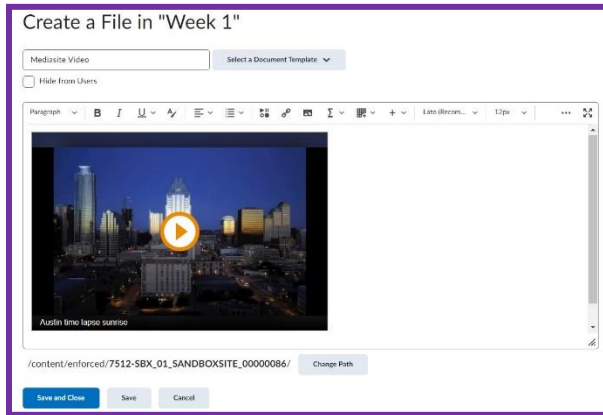 Create a File in "Week 1"
Mediasite Video
Select a Document Template
Hide from Users
Paragraph B I U Lato (Recom... 12px ...
Austin time lapse sunrise
/content/enforced/7512-SBX_01_SANDBOXSITE_00000086/ Change Path
Save and Close Save Cancel